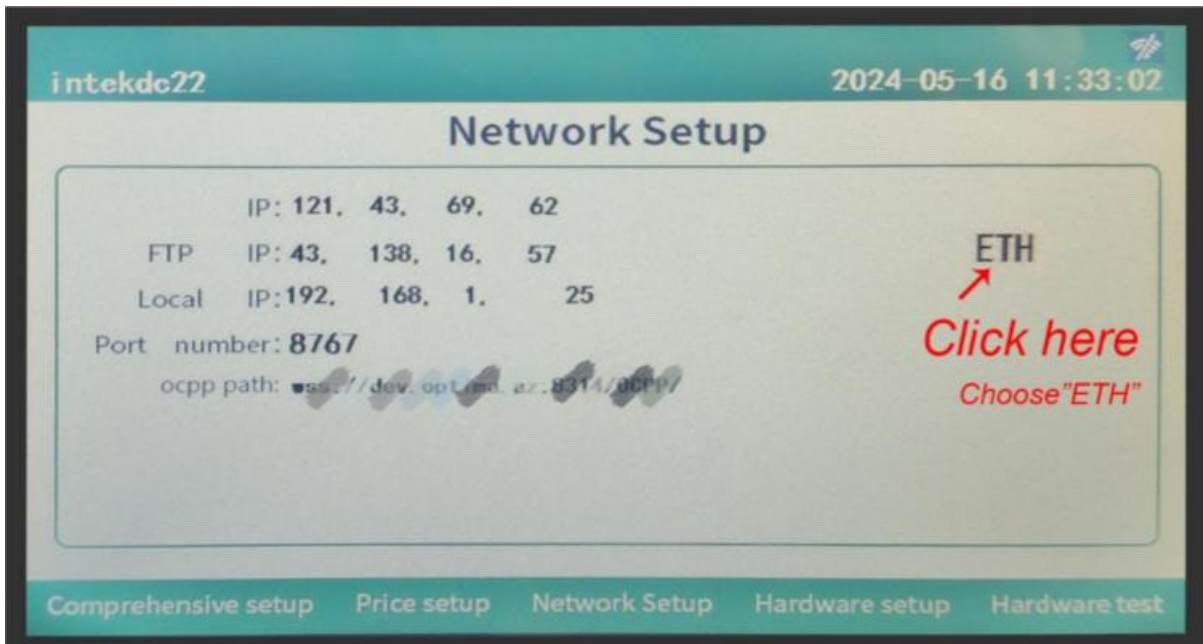 intekdc22
2024-05-16 11:33:02
Network Setup
IP: 121. 43. 69. 62
FTP IP: 43. 138. 16. 57
Local IP: 192. 168. 1. 25
Port number: 8767
ocpp path:
ETH
Click here
Choose"ETH"
Comprehensive setup Price setup Network Setup Hardware setup Hardware test